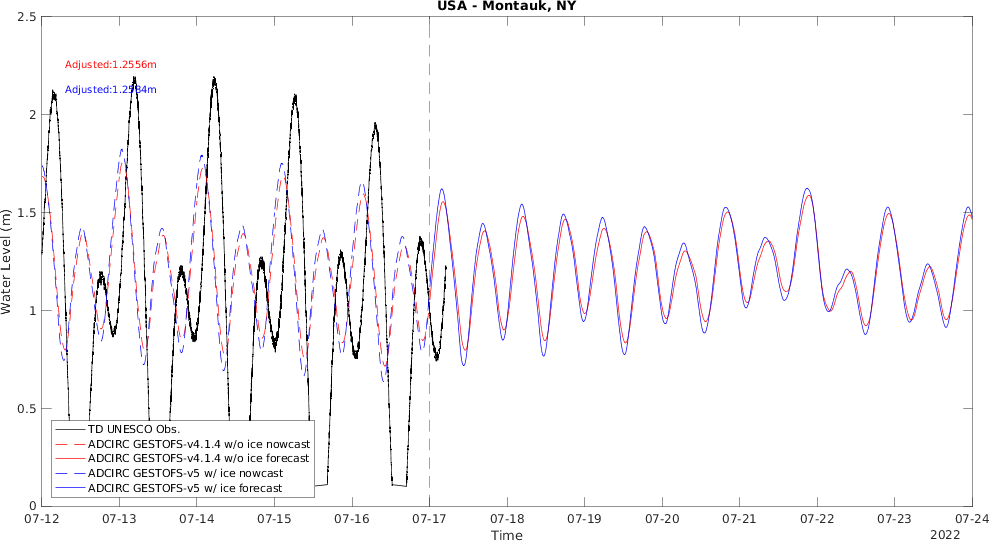 USA - Montauk, NY
2.5
Adjusted:1.2556m
Adjusted:1.2584m
2
1.5
1
0.5
0
Water Level (m)
TD UNESCO Obs.
ADCIRC GESTOFS-v4.1.4 w/o ice nowcast
ADCIRC GESTOFS-v4.1.4 w/o ice forecast
ADCIRC GESTOFS-v5 w/ ice nowcast
ADCIRC GESTOFS-v5 w/ ice forecast
07-12 07-13 07-14 07-15 07-16 07-17 07-18 07-19 07-20 07-21 07-22 07-23 07-24
Time
2022